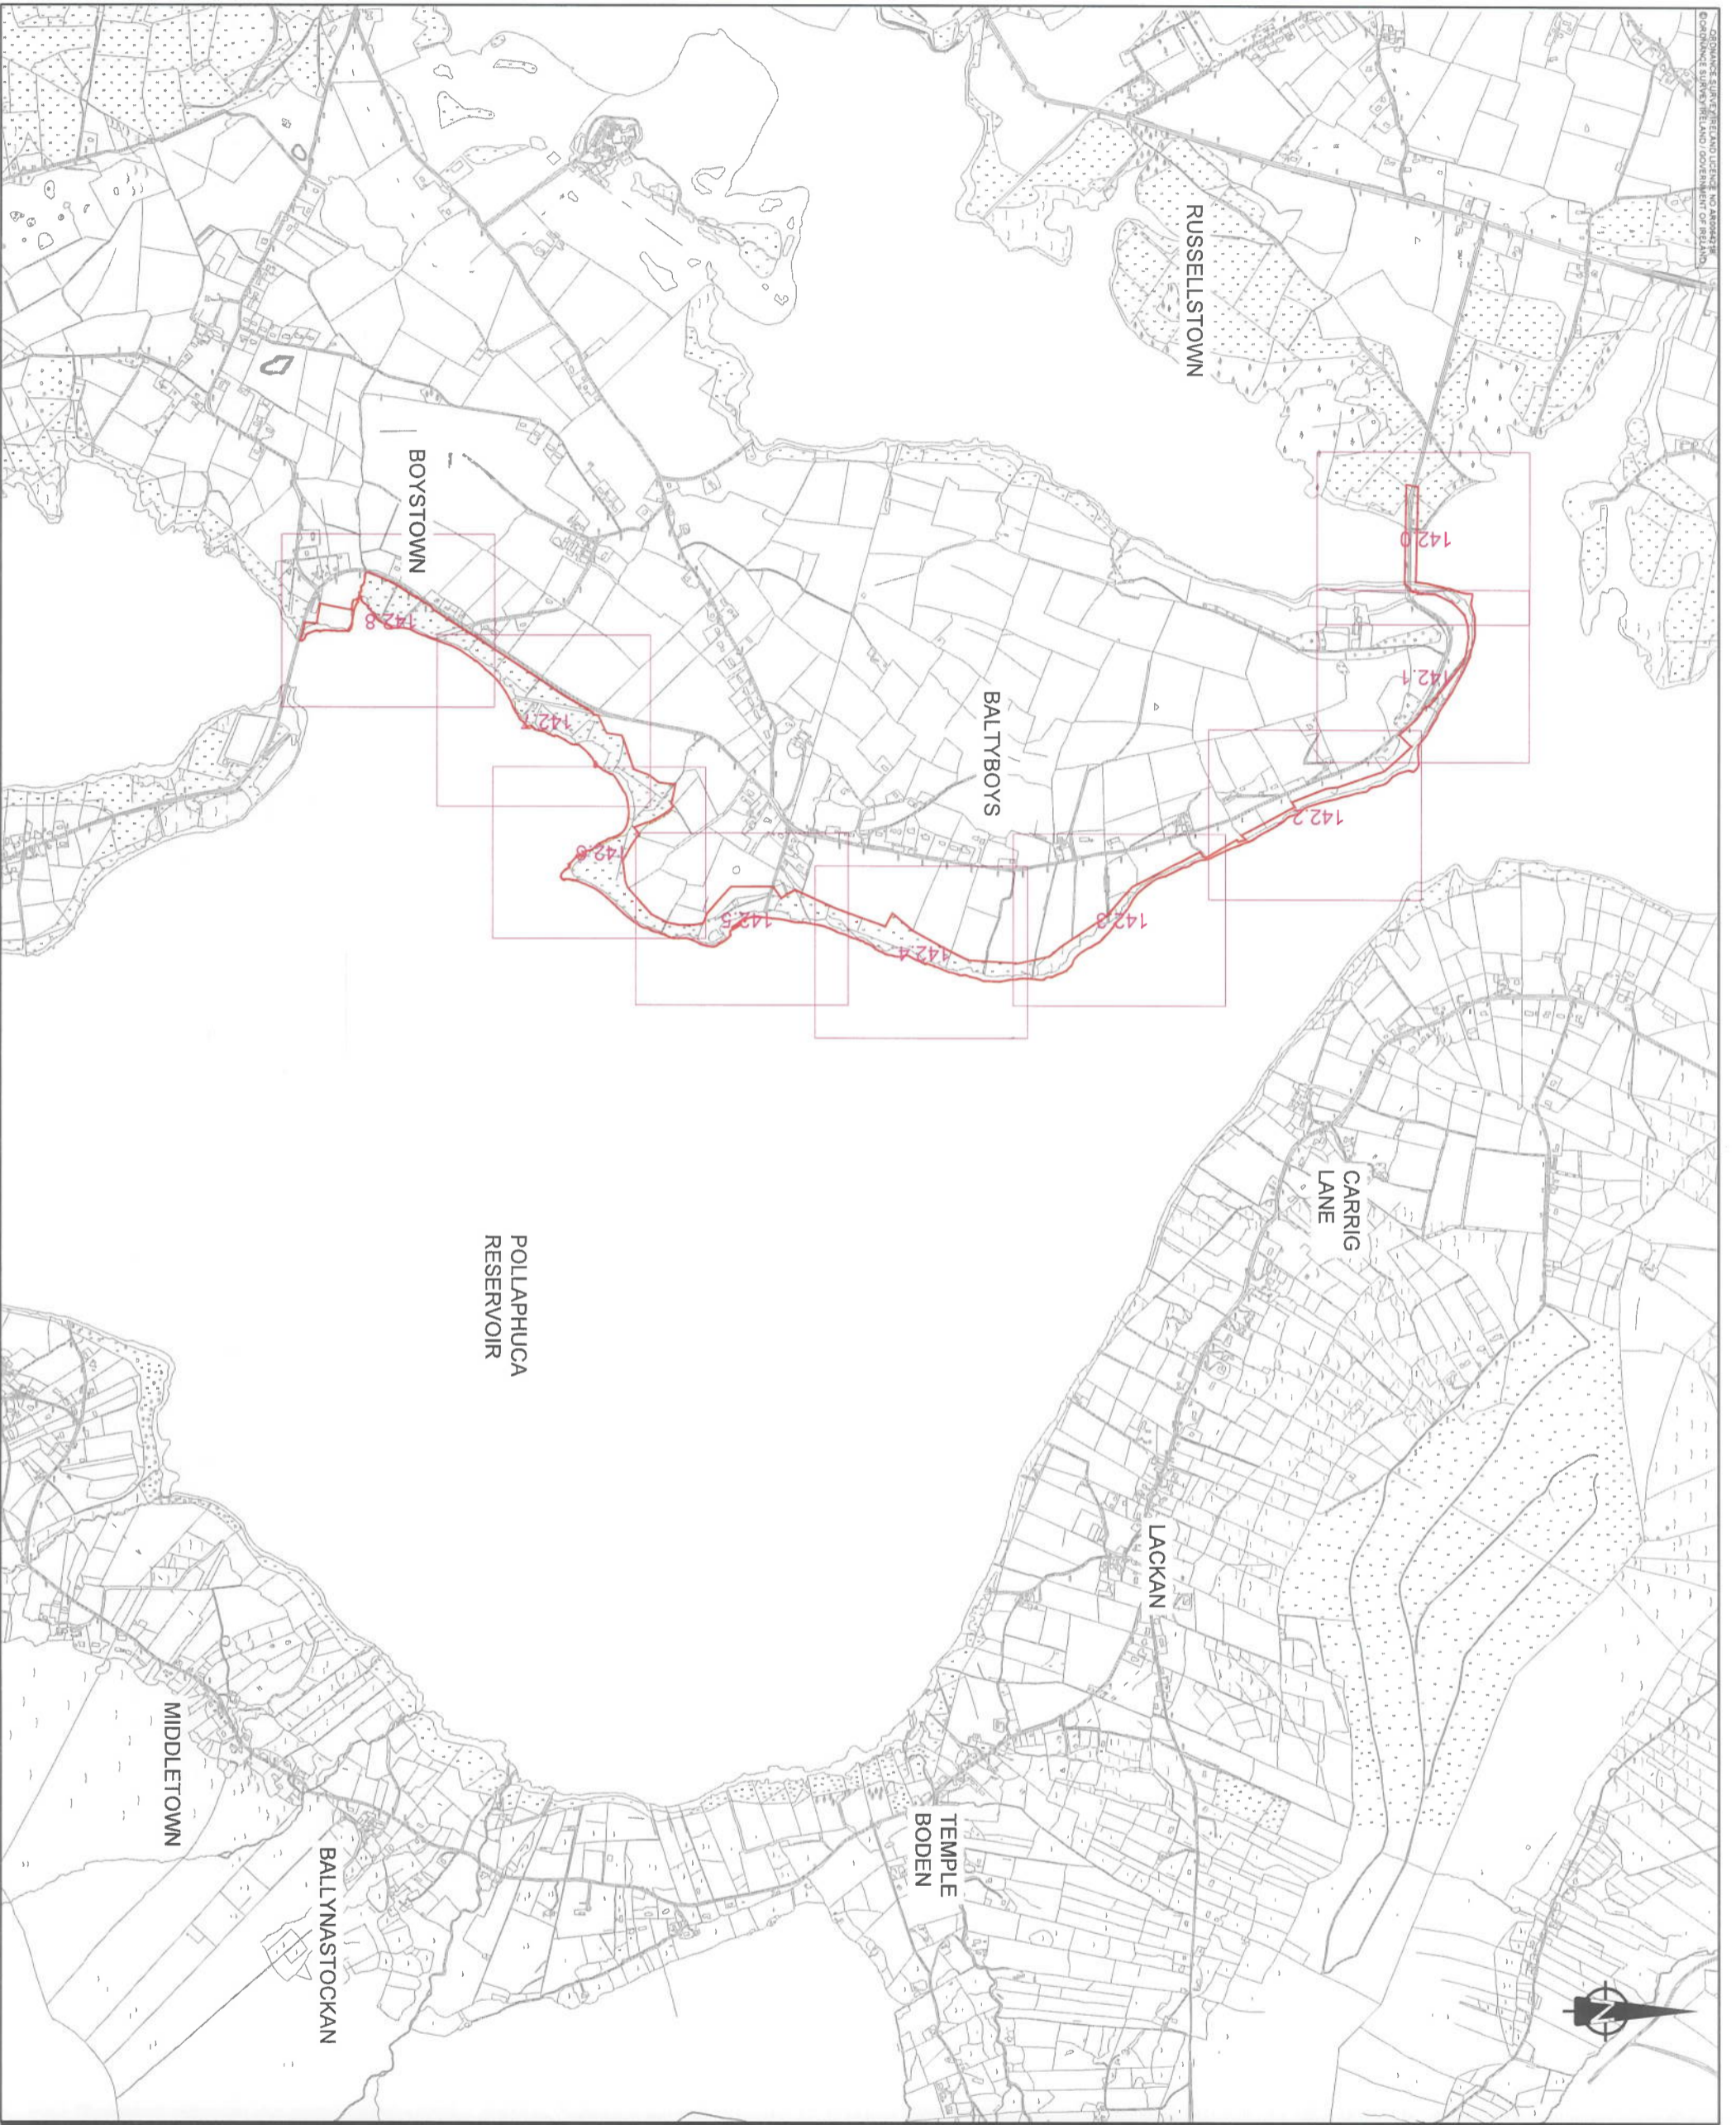 ORDNANCE SURVEY IRELAND LICENCE NO
© ORDNANCE SURVEY IRELAND / GOVERNMENT OF IRELAND
RUSSELLSTOWN
142.0
142.1
142.2
BALTYBOYS
142.3
142.4
142.5
142.6
142.7
142.8
BOYSTOWN
CARRIG
LANE
LACKAN
POLLAPHUCA
RESERVOIR
TEMPLE
BODEN
BALLYNASTOCKAN
MIDDLETOWN
N